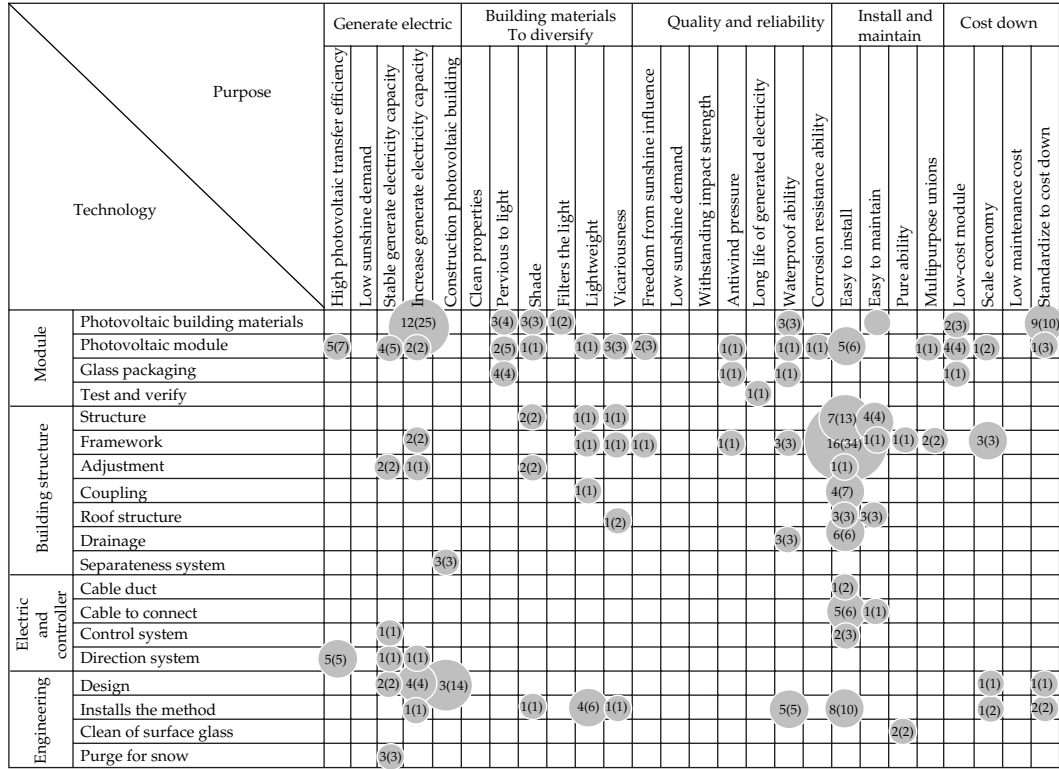 Generate electric
Building materials
To diversify
Quality and reliability
Install and
maintain
Cost down
Purpose
Technology
High photovoltaic transfer efficiency
Low sunshine demand
Stable generate electricity capacity
Increase generate electricity capacity
Construction photovoltaic building
Clean properties
Pervious to light
Shade
Filters the light
Lightweight
Vicariousness
Freedom from sunshine influence
Low sunshine demand
Withstanding impact strength
Antiwind pressure
Long life of generated electricity
Waterproof ability
Corrosion resistance ability
Easy to install
Easy to maintain
Pure ability
Multipurpose unions
Low-cost module
Scale economy
Low maintenance cost
Standardize to cost down
Module
Photovoltaic building materials 12(25) 3(4) 3(3) 1(2) 3(3) 2(3) 9(10)
Photovoltaic module 5(7) 4(5) 2(2) 2(5) 1(1) 1(1) 3(3) 2(3) 1(1) 1(1) 1(1) 5(6) 1(1) 4(4) 1(2) 1(3)
Glass packaging 4(4) 1(1) 1(1) 1(1)
Test and verify 1(1)
Building structure
Structure 2(2) 1(1) 1(1) 7(13) 4(4)
Framework 2(2) 1(1) 1(1) 1(1) 1(1) 3(3) 16(34) 1(1) 1(1) 2(2) 3(3)
Adjustment 2(2) 1(1) 2(2) 1(1)
Coupling 1(1) 4(7)
Roof structure 1(2) 3(3) 3(3)
Drainage 3(3) 6(6)
Separateness system 3(3)
Electric
and
controller
Cable duct 1(2)
Cable to connect 5(6) 1(1)
Control system 1(1) 2(3)
Direction system 5(5) 1(1) 1(1)
Engineering
Design 2(2) 4(4) 3(14) 1(1) 1(1)
Installs the method 1(1) 1(1) 4(6) 1(1) 5(5) 8(10) 1(2) 2(2)
Clean of surface glass 2(2)
Purge for snow 3(3)